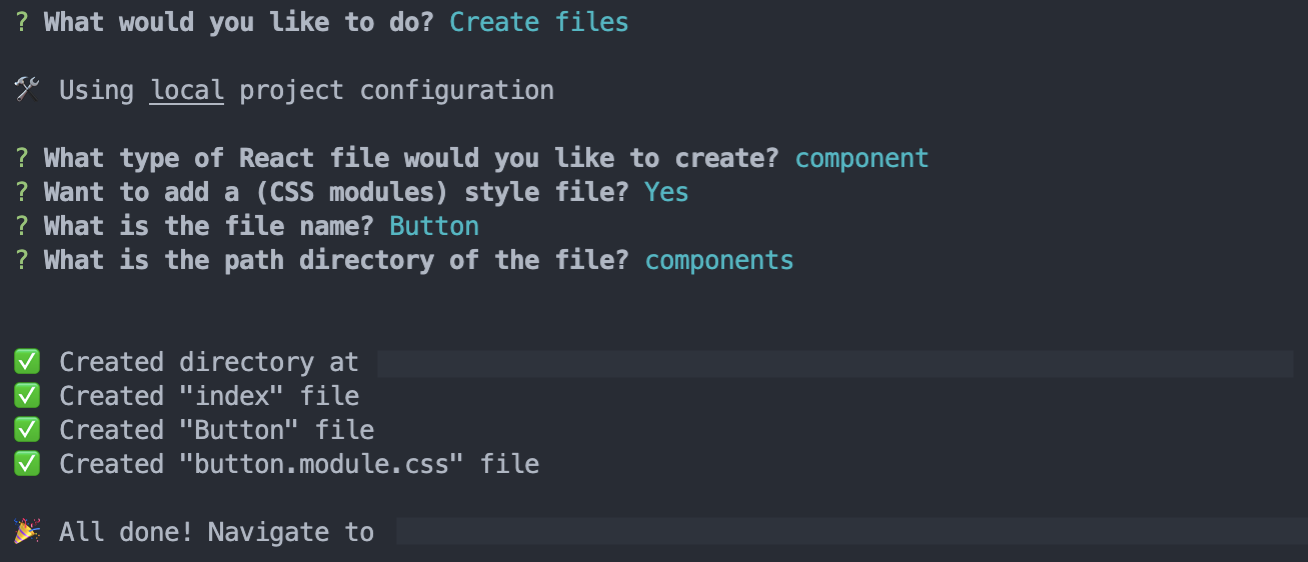 ? What would you like to do? Create files
🛠 Using local project configuration
? What type of React file would you like to create? component
? Want to add a (CSS modules) style file? Yes
? What is the file name? Button
? What is the path directory of the file? components
✅ Created directory at
✅ Created "index" file
✅ Created "Button" file
✅ Created "button.module.css" file
🎉 All done! Navigate to